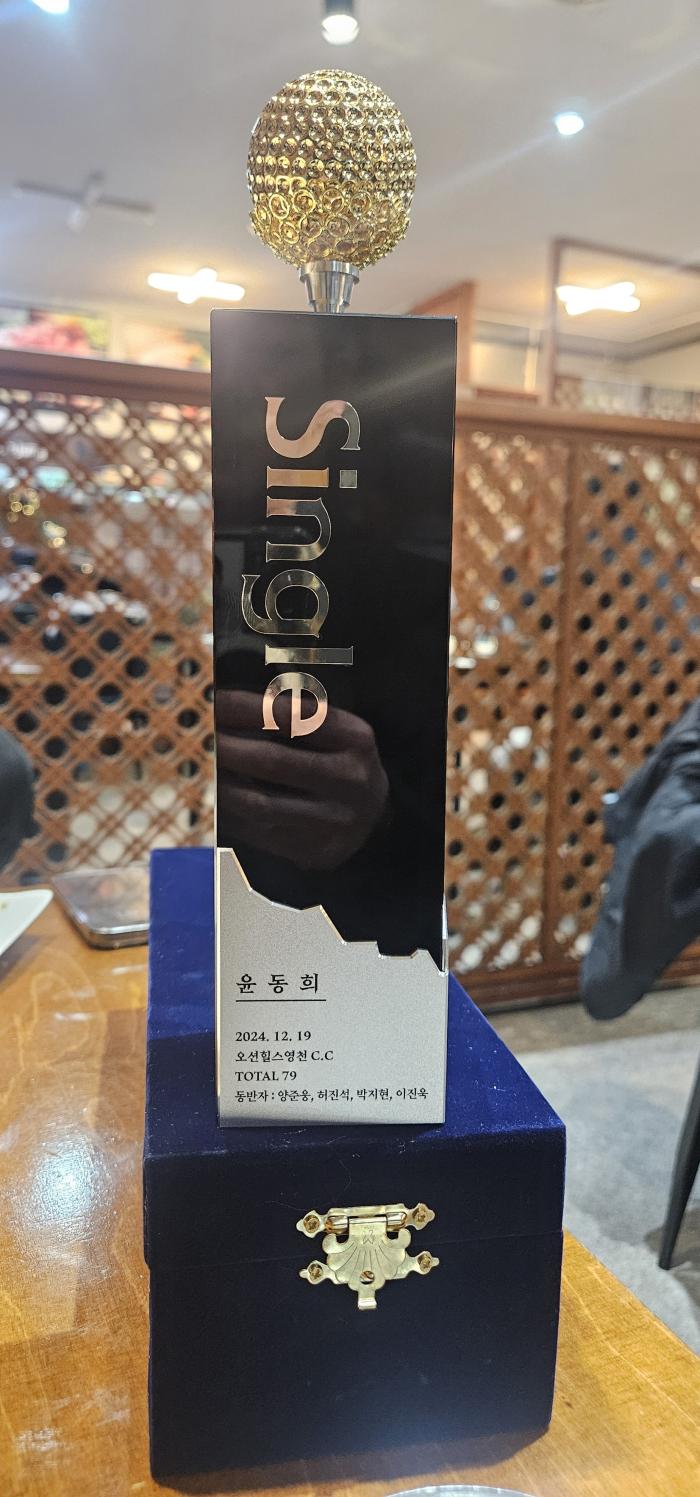 Single
윤동희
2024. 12. 19
오션힐스영천 C.C
TOTAL 79
동반자 : 양준웅, 허진석, 박지현, 이진욱